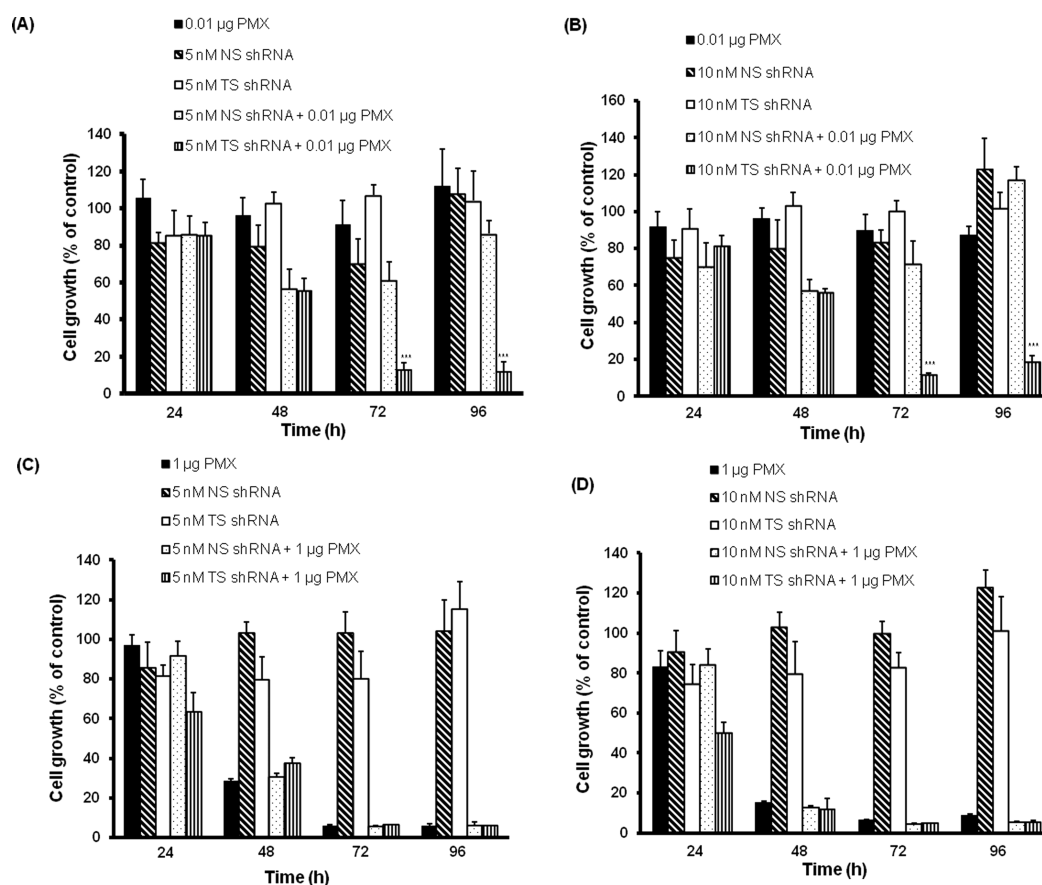 (A)
0.01 µg PMX
5 nM NS shRNA
5 nM TS shRNA
5 nM NS shRNA + 0.01 µg PMX
5 nM TS shRNA + 0.01 µg PMX
Cell growth (% of control)
140
120
100
80
60
40
20
0
***
***
24 48 72 96
Time (h)
(B)
0.01 µg PMX
10 nM NS shRNA
10 nM TS shRNA
10 nM NS shRNA + 0.01 µg PMX
10 nM TS shRNA + 0.01 µg PMX
Cell growth (% of control)
160
140
120
100
80
60
40
20
0
***
***
24 48 72 96
Time (h)
(C)
1 µg PMX
5 nM NS shRNA
5 nM TS shRNA
5 nM NS shRNA + 1 µg PMX
5 nM TS shRNA + 1 µg PMX
Cell growth (% of control)
140
120
100
80
60
40
20
0
24 48 72 96
Time (h)
(D)
1 µg PMX
10 nM NS shRNA
10 nM TS shRNA
10 nM NS shRNA + 1 µg PMX
10 nM TS shRNA + 1 µg PMX
Cell growth (% of control)
140
120
100
80
60
40
20
0
24 48 72 96
Time (h)